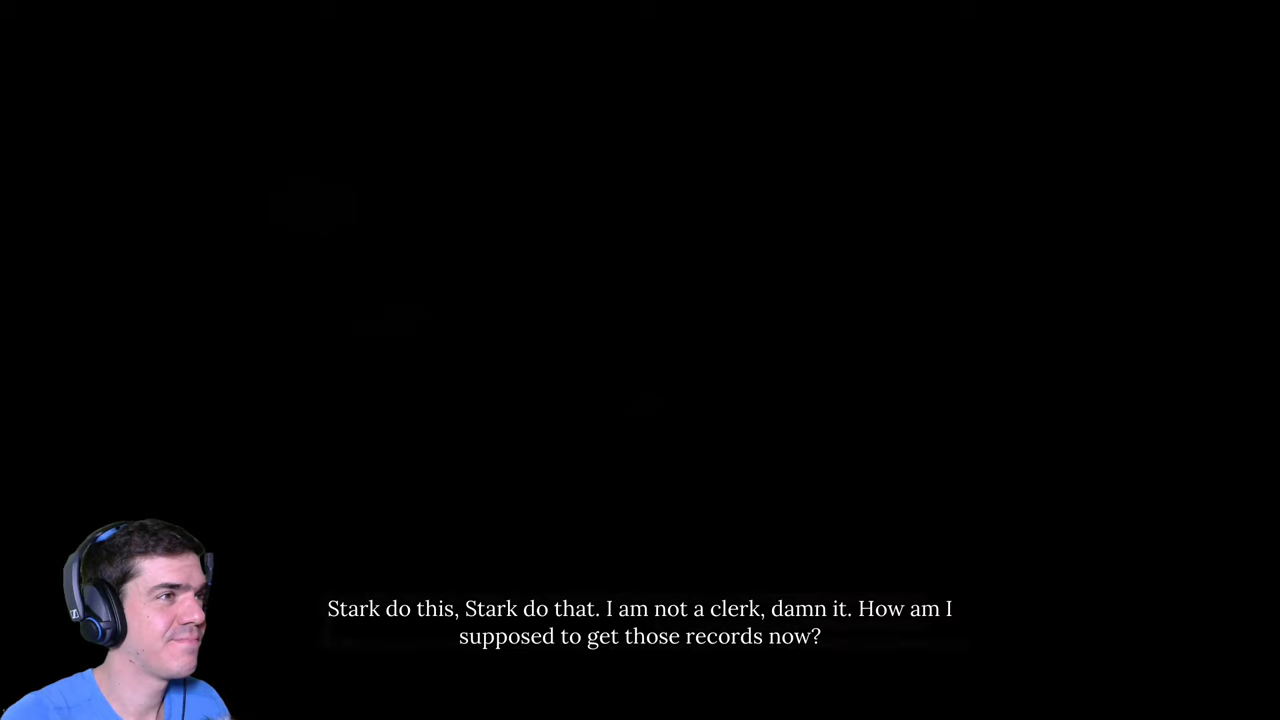 Stark do this, Stark do that. I am not a clerk, damn it. How am I
supposed to get those records now?